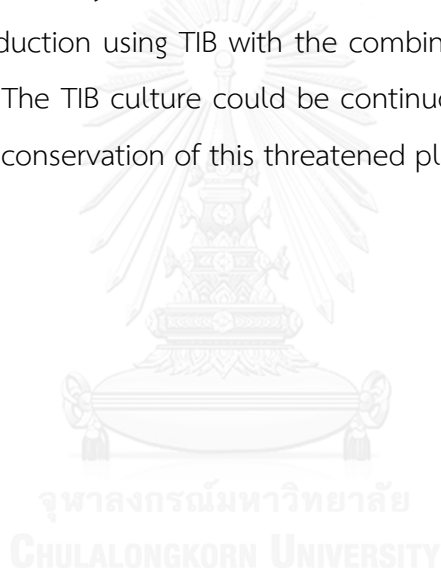 duction using TIB with the combin
The TIB culture could be continuo
conservation of this threatened pl
จุฬาลงกรณ์มหาวิทยาลัย
CHULALONGKORN UNIVERSITY